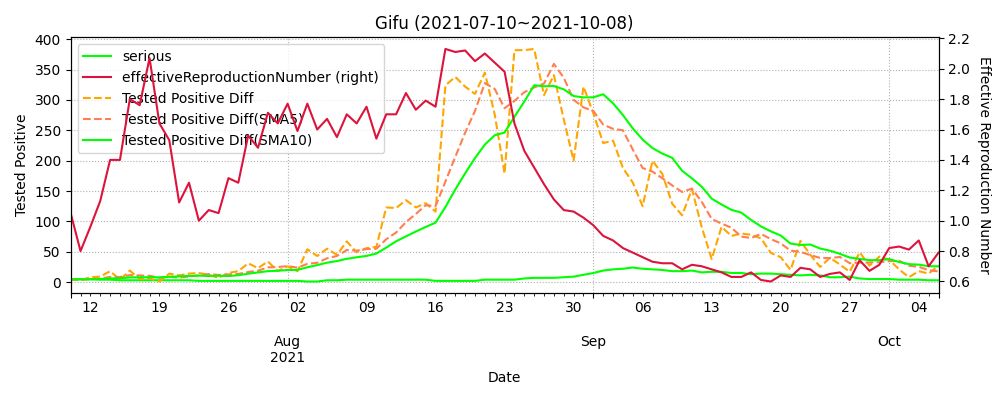 Gifu (2021-07-10~2021-10-08)
serious
effectiveReproductionNumber (right)
Tested Positive Diff
Tested Positive Diff(SMA5)
Tested Positive Diff(SMA10)
Tested Positive
400
350
300
250
200
150
100
50
0
Effective Reproduction Number
2.2
2.0
1.8
1.6
1.4
1.2
1.0
0.8
0.6
12 19 26 02 09 16 23 30 06 13 20 27 04
Aug Sep Oct
2021
Date